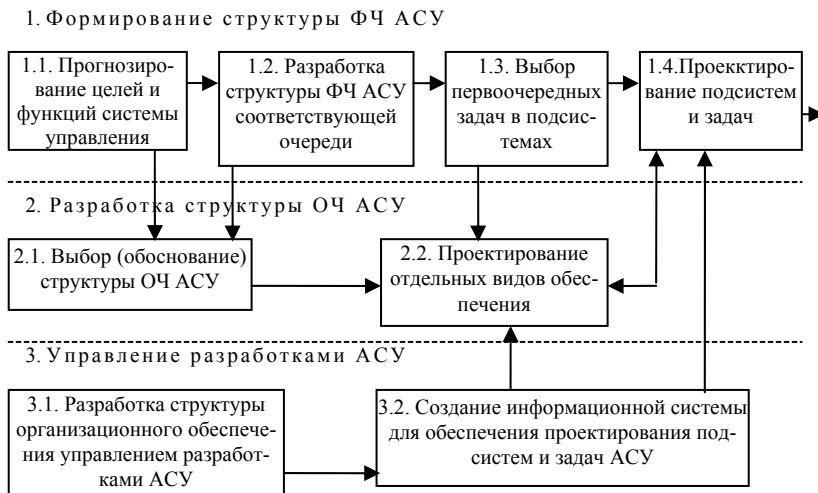 1. Формирование структуры ФЧ АСУ
1.1. Прогнозиро-
вание целей и
функций системы
управления
1.2. Разработка
структуры ФЧ АСУ
соответствующей
очереди
1.3. Выбор
первоочередных
задач в подсис-
темах
1.4.Проекктиро-
вание подсистем
и задач
2. Разработка структуры ОЧ АСУ
2.1. Выбор (обоснование)
структуры ОЧ АСУ
2.2. Проектирование
отдельных видов обес-
печения
3. Управление разработками АСУ
3.1. Разработка структуры
организационного обеспече-
ния управлением разработ-
ками АСУ
3.2. Создание информационной системы
для обеспечения проектирования под-
систем и задач АСУ